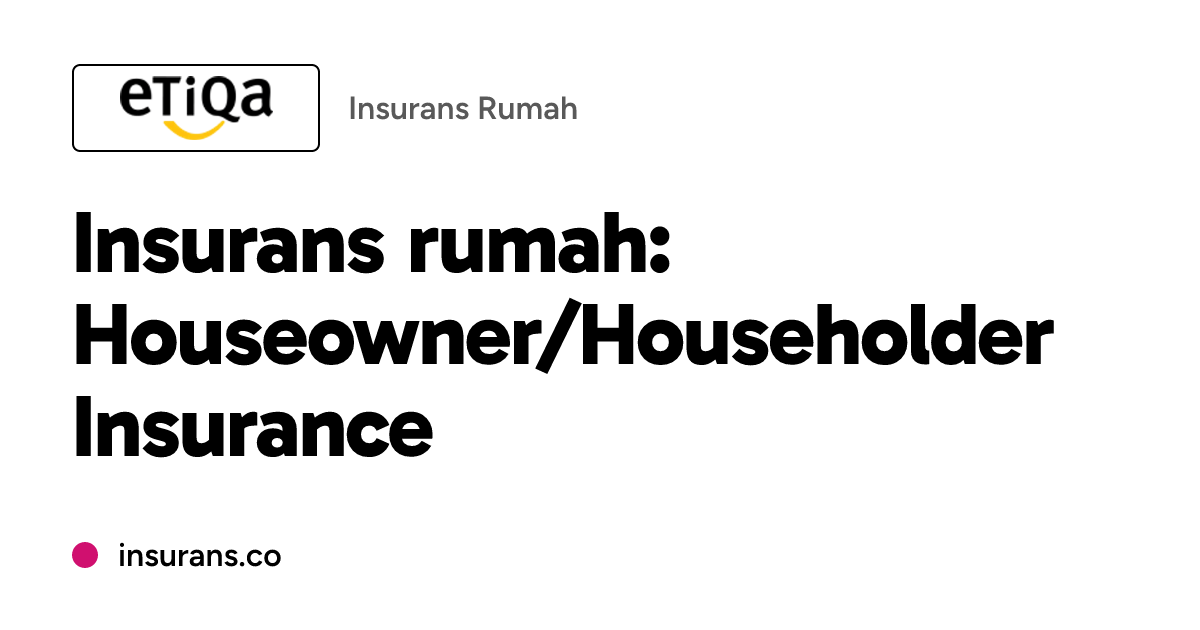 eTiQa
Insurans Rumah
Insurans rumah:
Houseowner/Householder
Insurance
insurans.co